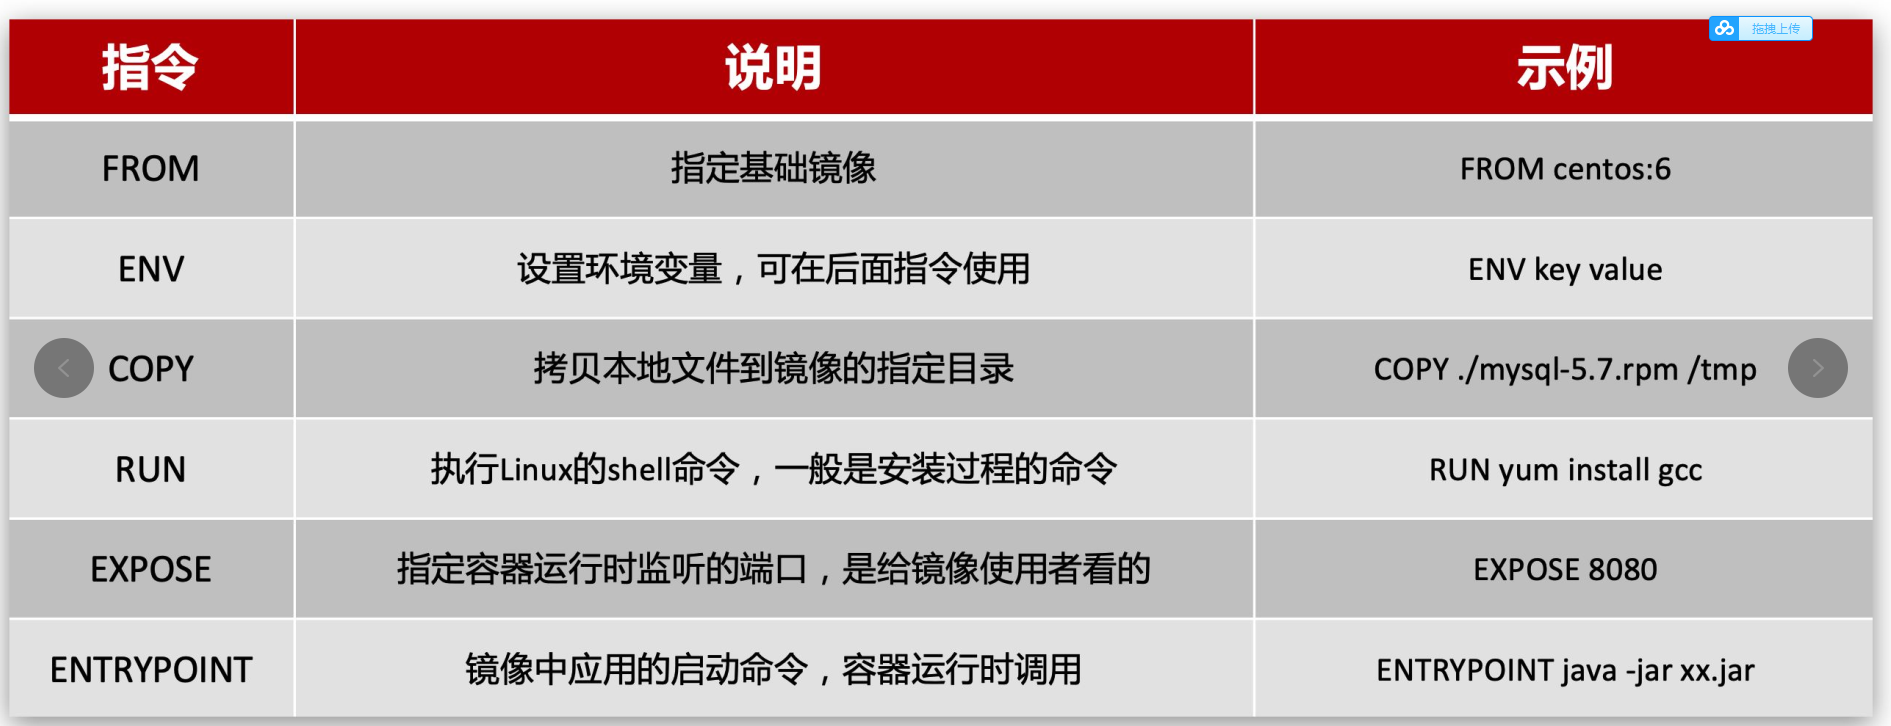 指令 说明 示例
拖拽上传
FROM 指定基础镜像 FROM centos:6
ENV 设置环境变量，可在后面指令使用 ENV key value
COPY 拷贝本地文件到镜像的指定目录 COPY ./mysql-5.7.rpm /tmp
RUN 执行Linux的shell命令，一般是安装过程的命令 RUN yum install gcc
EXPOSE 指定容器运行时监听的端口，是给镜像使用者看的 EXPOSE 8080
ENTRYPOINT 镜像中应用的启动命令，容器运行时调用 ENTRYPOINT java -jar xx.jar